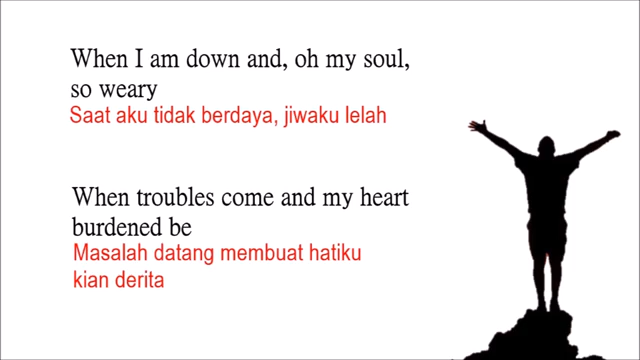 When I am down and, oh my soul,
so weary
Saat aku tidak berdaya, jiwaku lelah
When troubles come and my heart
burdened be
Masalah datang membuat hatiku
kian derita